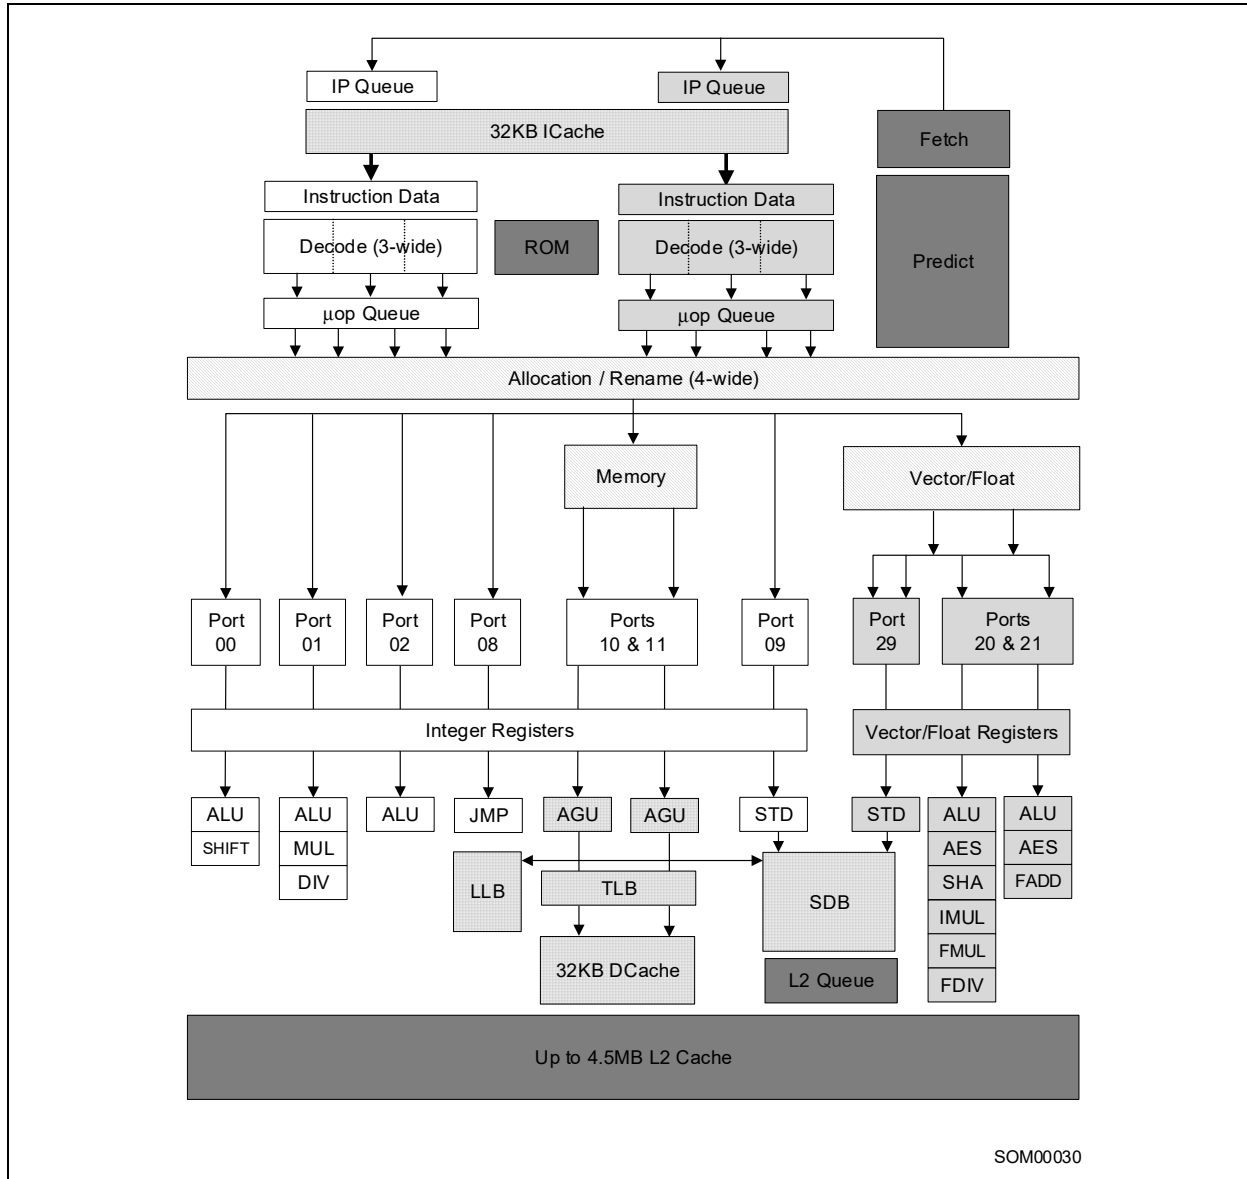 IP Queue
IP Queue
32KB ICache
Fetch
Instruction Data
Instruction Data
Decode (3-wide)
ROM
Decode (3-wide)
Predict
μop Queue
μop Queue
Allocation / Rename (4-wide)
Memory
Vector/Float
Port
00
Port
01
Port
02
Port
08
Ports
10 & 11
Port
09
Port
29
Ports
20 & 21
Integer Registers
Vector/Float Registers
ALU
SHIFT
ALU
MUL
DIV
ALU
JMP
AGU
AGU
STD
STD
ALU
AES
SHA
IMUL
FMUL
FDIV
ALU
AES
FADD
LLB
TLB
SDB
32KB DCache
L2 Queue
Up to 4.5MB L2 Cache
SOM00030